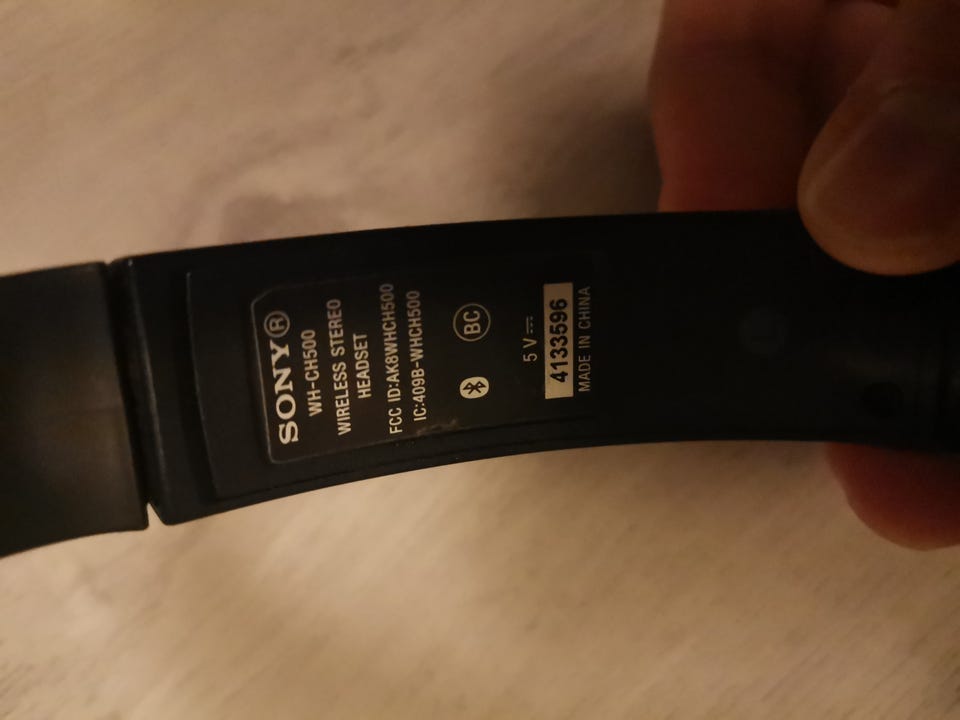 SONY®
WH-CH500
WIRELESS STEREO
HEADSET
FCC ID:AK8WHCH500
IC:409B-WHCH500
BC
5 V⎓
4133596
MADE IN CHINA